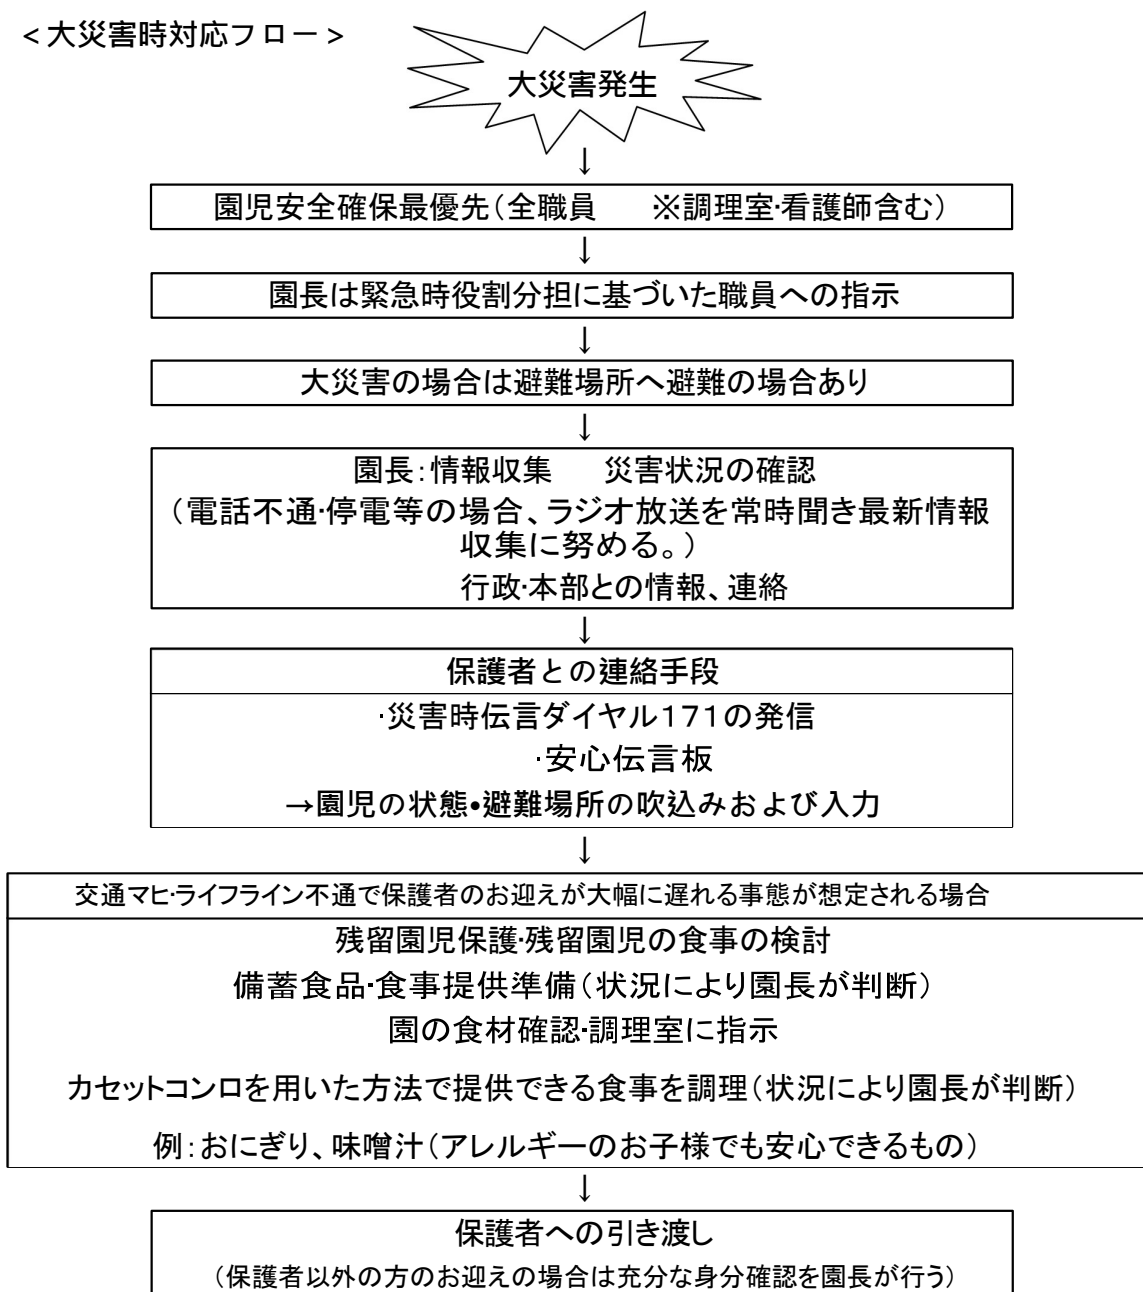 <大災害時対応フロー>
大災害発生
↓
園児安全確保最優先(全職員　※調理室・看護師含む)
↓
園長は緊急時役割分担に基づいた職員への指示
↓
大災害の場合は避難場所へ避難の場合あり
↓
園長:情報収集　災害状況の確認
(電話不通・停電等の場合、ラジオ放送を常時聞き最新情報
収集に努める。)
行政・本部との情報、連絡
↓
保護者との連絡手段
・災害時伝言ダイヤル171の発信
・安心伝言板
→園児の状態•避難場所の吹込みおよび入力
↓
交通マヒ・ライフライン不通で保護者のお迎えが大幅に遅れる事態が想定される場合
残留園児保護・残留園児の食事の検討
備蓄食品・食事提供準備(状況により園長が判断)
園の食材確認・調理室に指示
カセットコンロを用いた方法で提供できる食事を調理(状況により園長が判断)
例:おにぎり、味噌汁(アレルギーのお子様でも安心できるもの)
↓
保護者への引き渡し
(保護者以外の方のお迎えの場合は充分な身分確認を園長が行う)